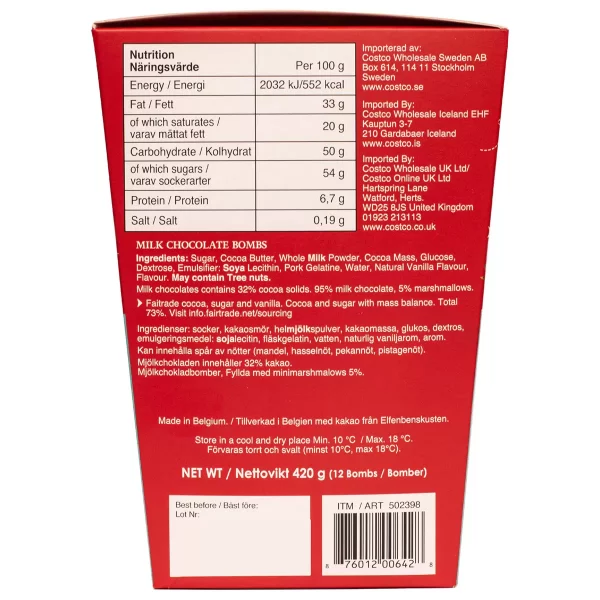 Nutrition
Näringsvärde
Per 100 g
Energy / Energi
2032 kJ/552 kcal
Fat / Fett
33 g
of which saturates /
varav måttat fett
20 g
Carbohydrate / Kolhydrat
50 g
of which sugars /
varav sockerarter
54 g
Protein / Protein
6,7 g
Salt / Salt
0,19 g
Importerad av:
Costco Wholesale Sweden AB
Box 614, 114 11 Stockholm
Sweden
www.costco.se
Imported By:
Costco Wholesale Iceland EHF
Kauptun 3-7
210 Gardabaer Iceland
www.costco.is
Imported By:
Costco Wholesale UK Ltd/
Costco Online UK Ltd
Hartspring Lane
Watford, Herts.
WD25 8JS United Kingdom
01923 213113
www.costco.co.uk
MILK CHOCOLATE BOMBS
Ingredients: Sugar, Cocoa Butter, Whole Milk Powder, Cocoa Mass, Glucose,
Dextrose, Emulsifier: Soya Lecithin, Pork Gelatine, Water, Natural Vanilla Flavour,
Flavour. May contain Tree nuts.
Milk chocolates contains 32% cocoa solids. 95% milk chocolate, 5% marshmallows.
Faitrade cocoa, sugar and vanilla. Cocoa and sugar with mass balance. Total
73%. Visit info.fairtrade.net/sourcing
Ingredienser: socker, kakaosmör, helmjölkspulver, kakaomassa, glukos, dextros,
emulgeringsmedel: sojalecitin, fläskgelatin, vatten, naturlig vaniljarom, arom.
Kan innehålla spår av nötter (mandel, hasselnöt, pekannöt, pistagenöt).
Mjölkchokladen innehåller 32% kakao.
Mjölkchokladbomber, Fyllda med minimarshmallows 5%.
Made in Belgium. / Tillverkad i Belgien med kakao från Elfenbenskusten.
Store in a cool and dry place Min. 10 °C / Max. 18 °C.
Förvaras torrt och svalt (minst 10°C, max 18°C).
NET WT / Nettovikt 420 g (12 Bombs / Bomber)
Best before / Bäst före:
Lot Nr:
ITM / ART 502398
8 76012 00642 8